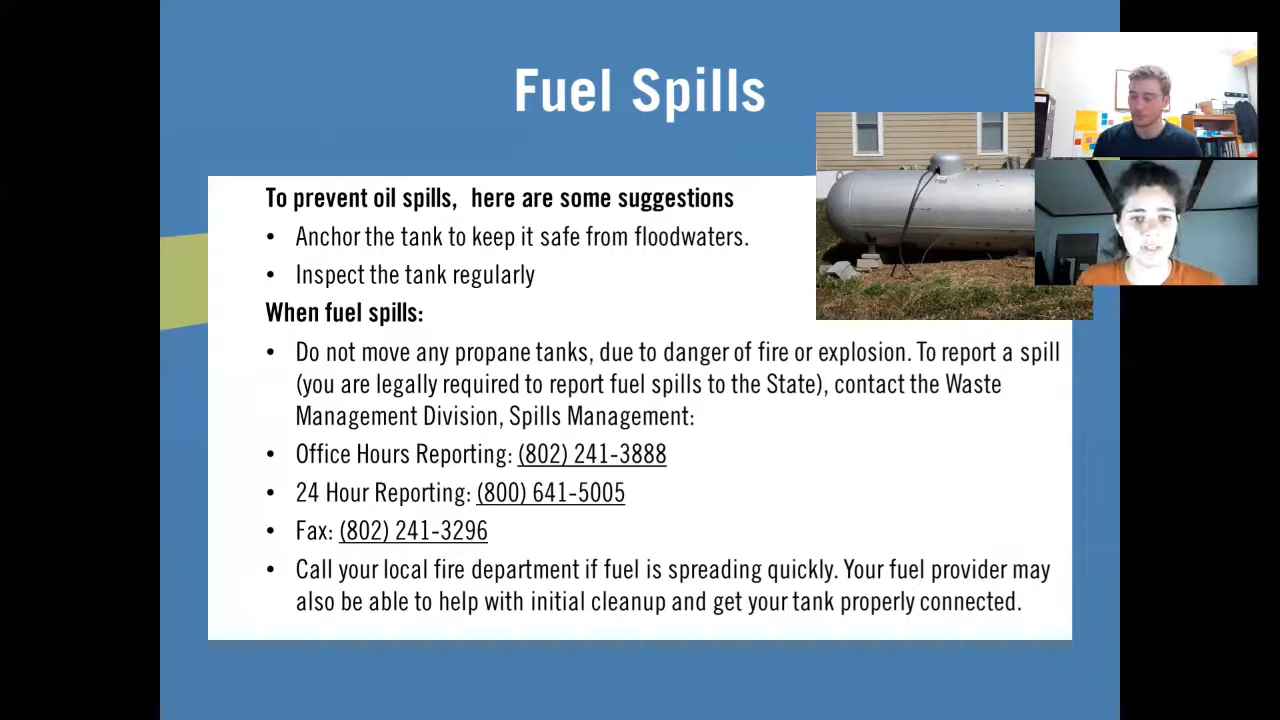 Fuel Spills
To prevent oil spills,  here are some suggestions
• Anchor the tank to keep it safe from floodwaters.
• Inspect the tank regularly
When fuel spills:
• Do not move any propane tanks, due to danger of fire or explosion. To report a spill
(you are legally required to report fuel spills to the State), contact the Waste
Management Division, Spills Management:
• Office Hours Reporting: (802) 241-3888
• 24 Hour Reporting: (800) 641-5005
• Fax: (802) 241-3296
• Call your local fire department if fuel is spreading quickly. Your fuel provider may
also be able to help with initial cleanup and get your tank properly connected.